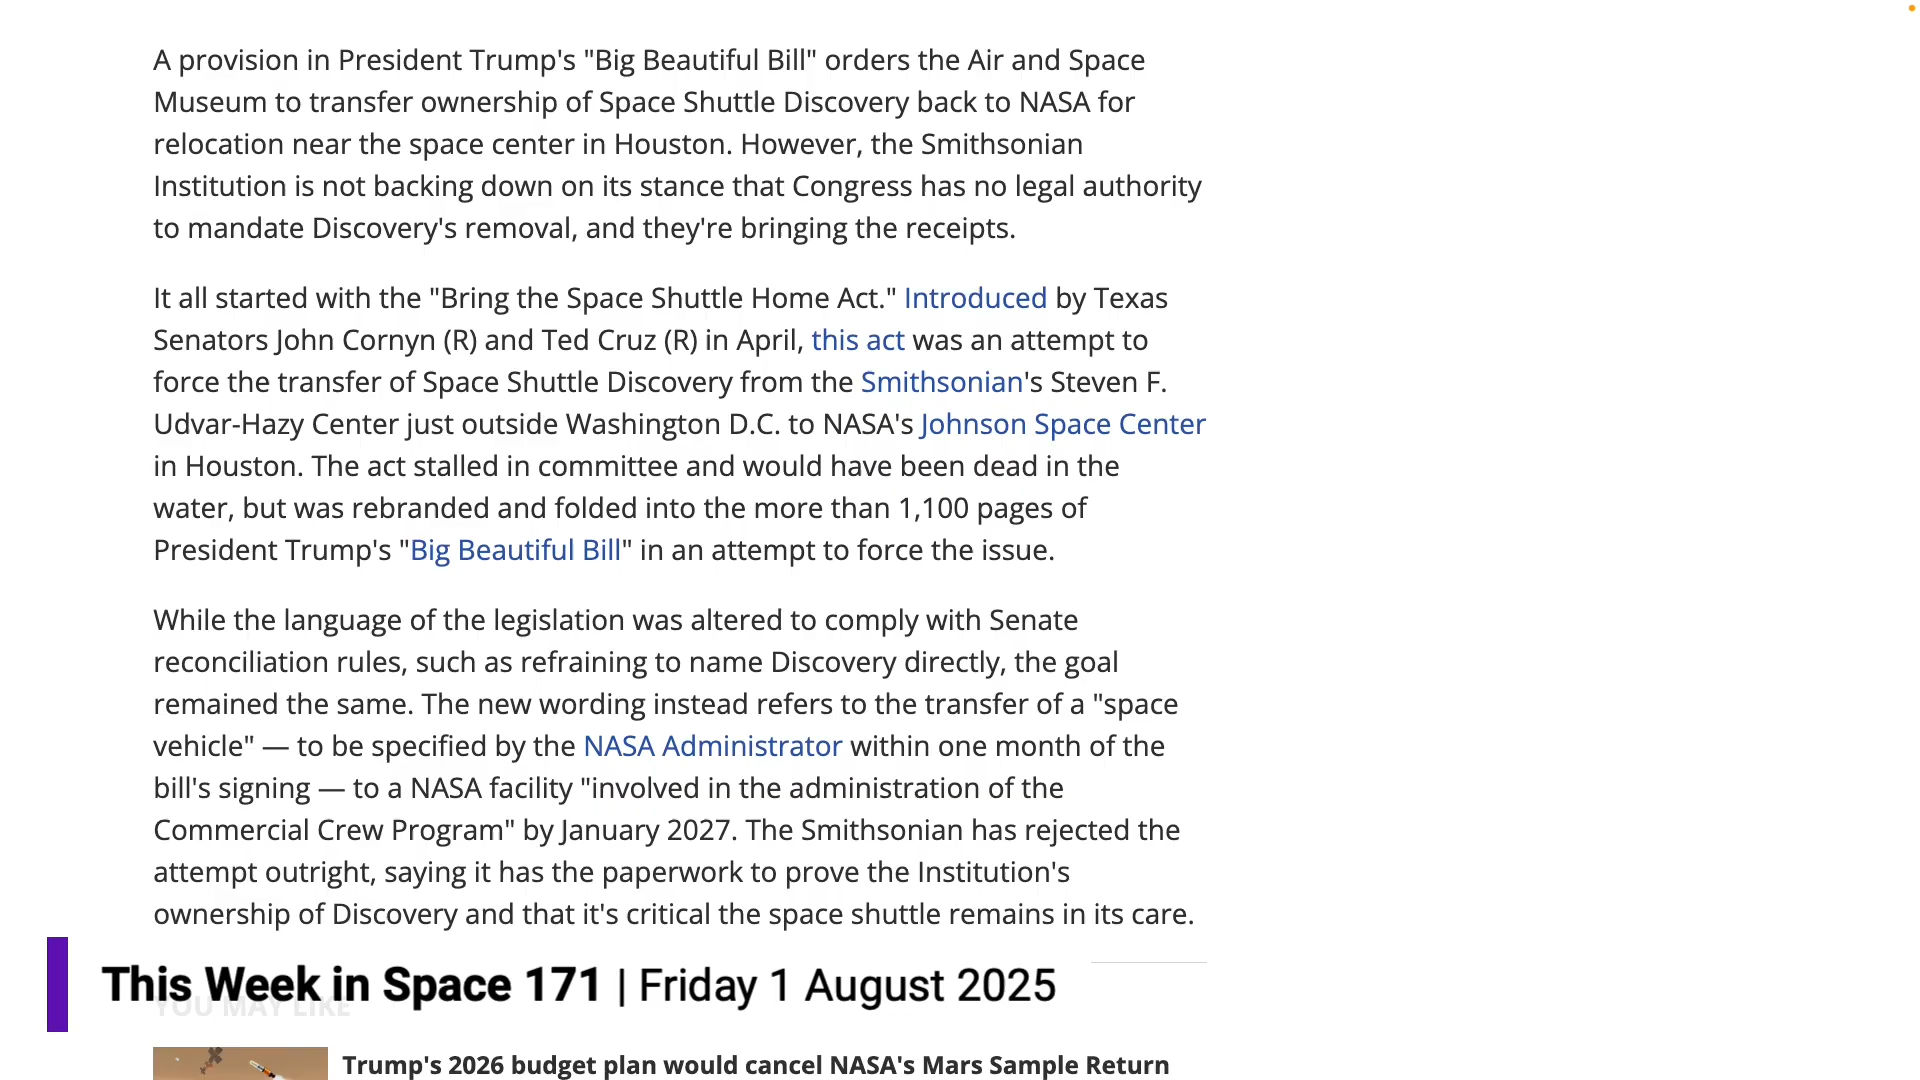 A provision in President Trump's "Big Beautiful Bill" orders the Air and Space
Museum to transfer ownership of Space Shuttle Discovery back to NASA for
relocation near the space center in Houston. However, the Smithsonian
Institution is not backing down on its stance that Congress has no legal authority
to mandate Discovery's removal, and they're bringing the receipts.
It all started with the "Bring the Space Shuttle Home Act." Introduced by Texas
Senators John Cornyn (R) and Ted Cruz (R) in April, this act was an attempt to
force the transfer of Space Shuttle Discovery from the Smithsonian's Steven F.
Udvar-Hazy Center just outside Washington D.C. to NASA's Johnson Space Center
in Houston. The act stalled in committee and would have been dead in the
water, but was rebranded and folded into the more than 1,100 pages of
President Trump's "Big Beautiful Bill" in an attempt to force the issue.
While the language of the legislation was altered to comply with Senate
reconciliation rules, such as refraining to name Discovery directly, the goal
remained the same. The new wording instead refers to the transfer of a "space
vehicle" — to be specified by the NASA Administrator within one month of the
bill's signing — to a NASA facility "involved in the administration of the
Commercial Crew Program" by January 2027. The Smithsonian has rejected the
attempt outright, saying it has the paperwork to prove the Institution's
ownership of Discovery and that it's critical the space shuttle remains in its care.
This Week in Space 171 | Friday 1 August 2025
YOU MAY LIKE
Trump's 2026 budget plan would cancel NASA's Mars Sample Return